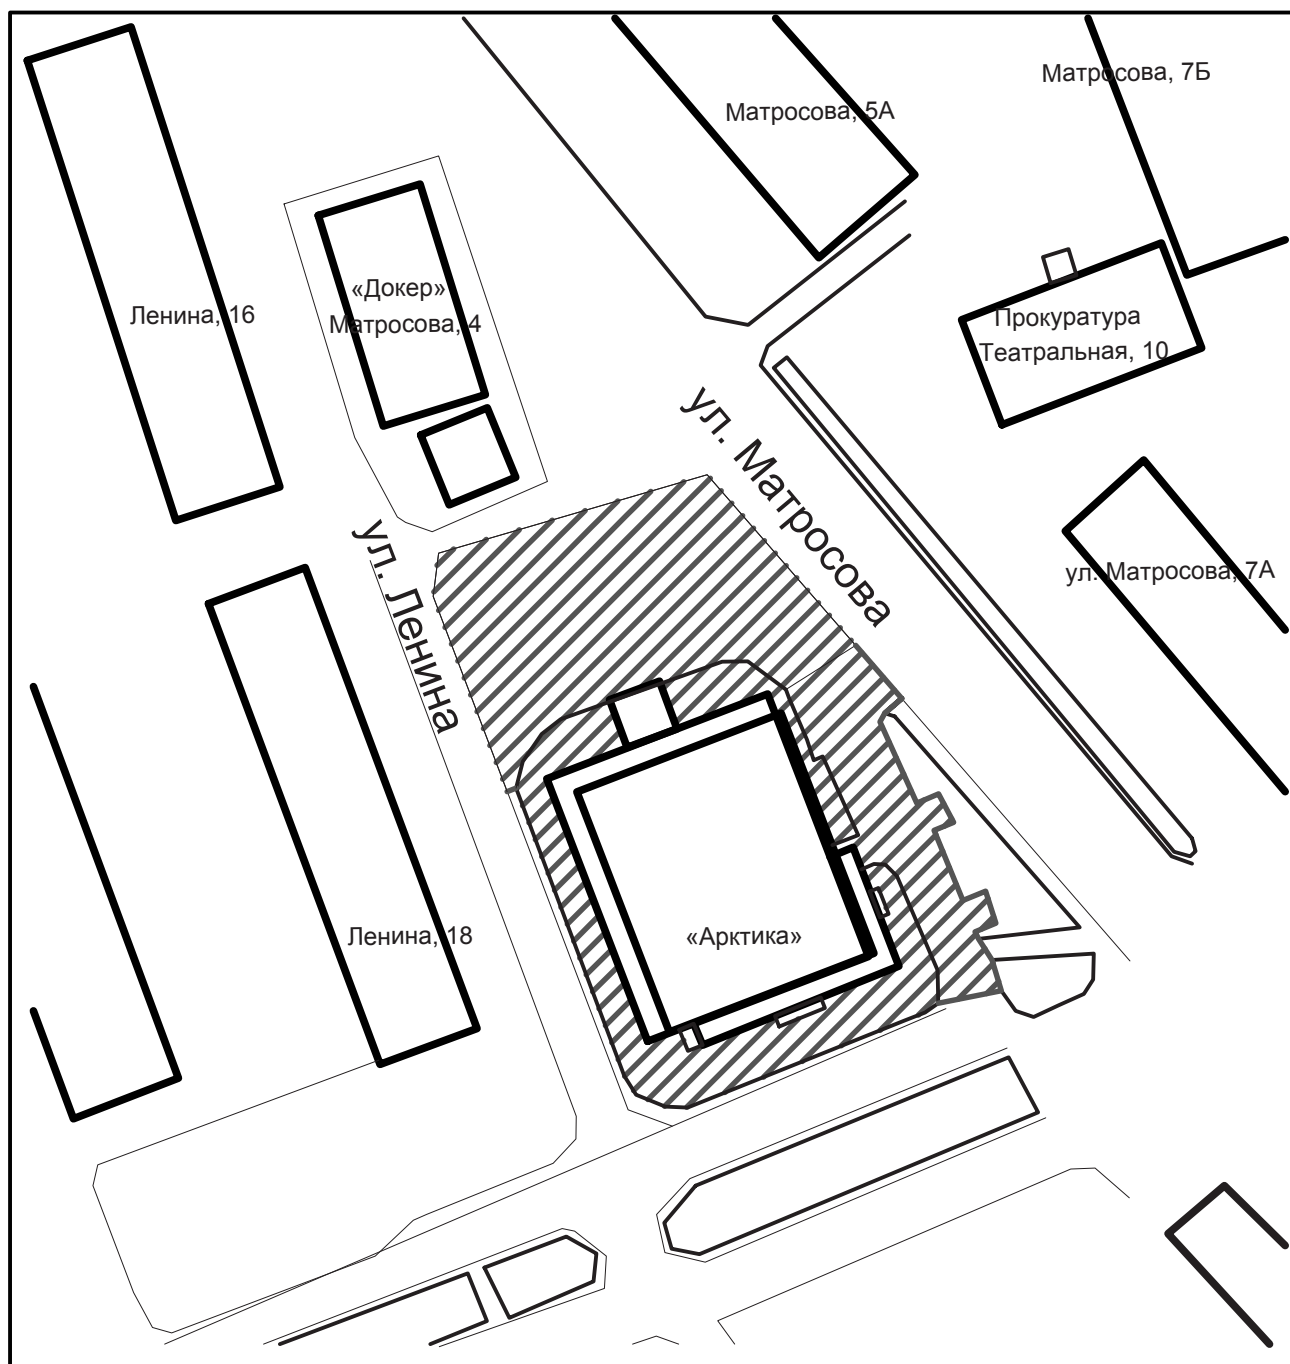 Матросова, 7Б
Матросова, 5А
«Докер»
Матросова, 4
Ленина, 16
Прокуратура
Театральная, 10
ул. Матросова
ул. Ленина
ул. Матросова, 7А
Ленина, 18
«Арктика»